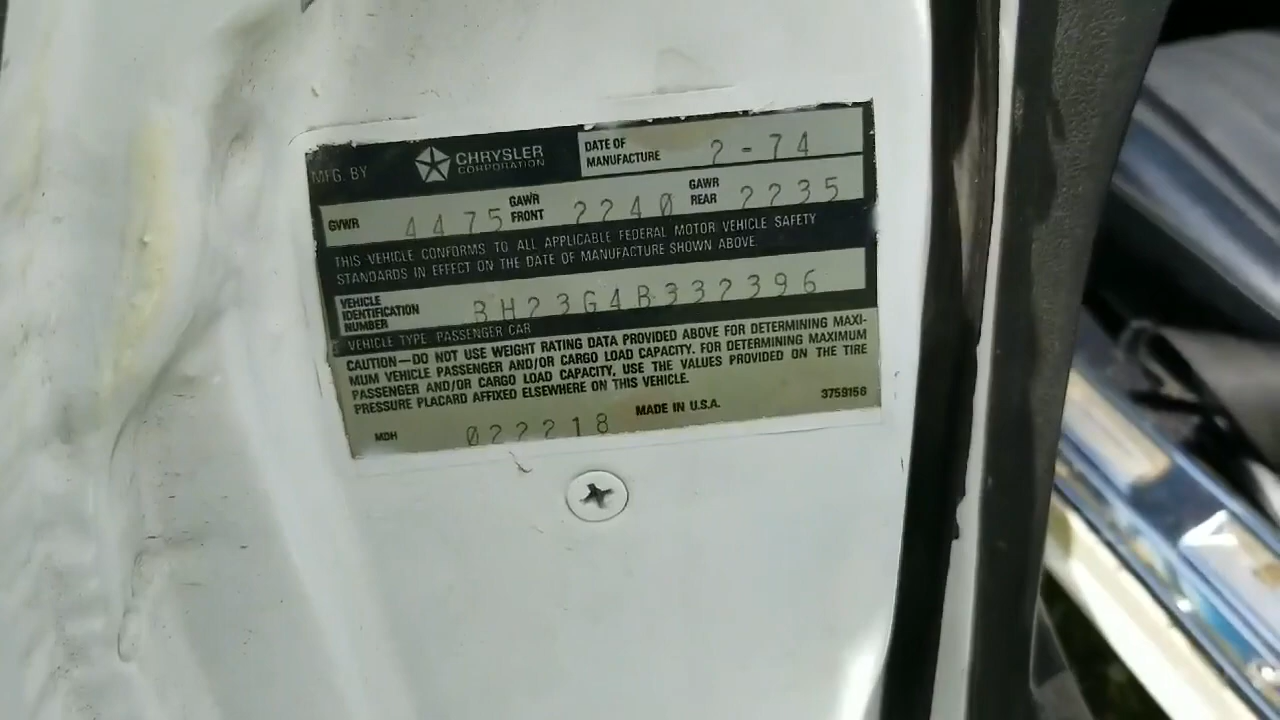 MFG. BY CHRYSLER CORPORATION DATE OF MANUFACTURE 2-74
GVWR 4475 GAWR FRONT 2240 GAWR REAR 2235
THIS VEHICLE CONFORMS TO ALL APPLICABLE FEDERAL MOTOR VEHICLE SAFETY
STANDARDS IN EFFECT ON THE DATE OF MANUFACTURE SHOWN ABOVE.
VEHICLE IDENTIFICATION NUMBER BH23G4B332396
VEHICLE TYPE PASSENGER CAR
CAUTION—DO NOT USE WEIGHT RATING DATA PROVIDED ABOVE FOR DETERMINING MAXI-
MUM VEHICLE PASSENGER AND/OR CARGO LOAD CAPACITY. FOR DETERMINING MAXIMUM
PASSENGER AND/OR CARGO LOAD CAPACITY. USE THE VALUES PROVIDED ON THE TIRE
PRESSURE PLACARD AFFIXED ELSEWHERE ON THIS VEHICLE.
MDH 022218 MADE IN U.S.A. 3759156